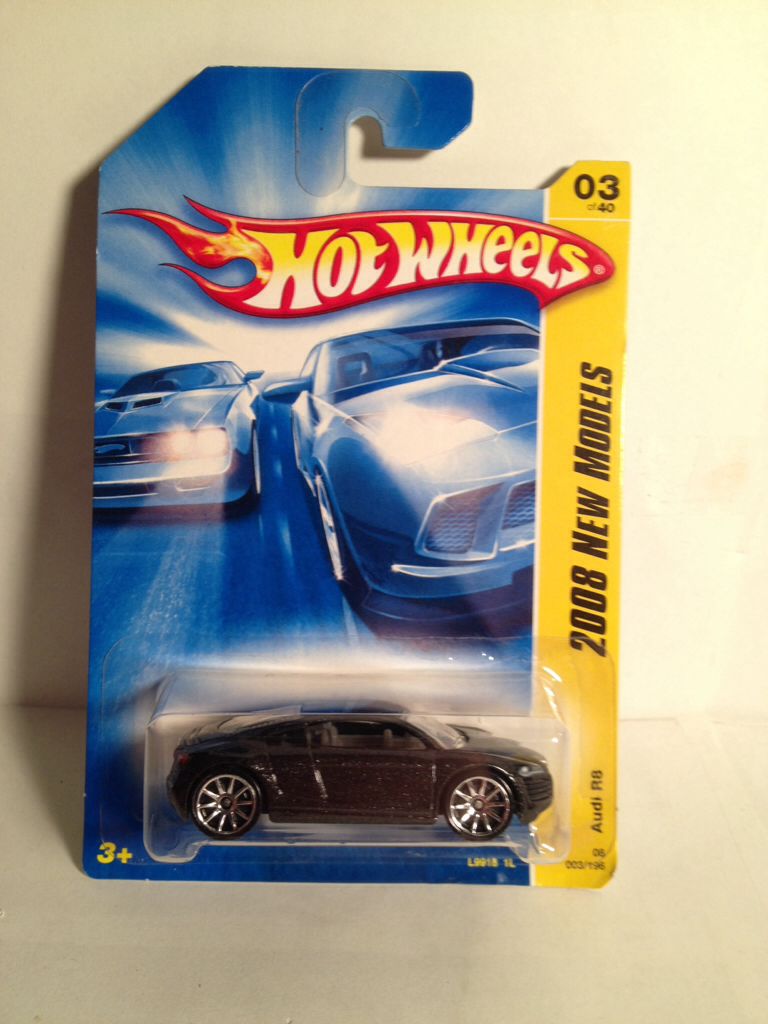 03
of 40
HOT WHEELS®
2008 NEW MODELS
Audi R8
08
003/196
3+
L9918 1L